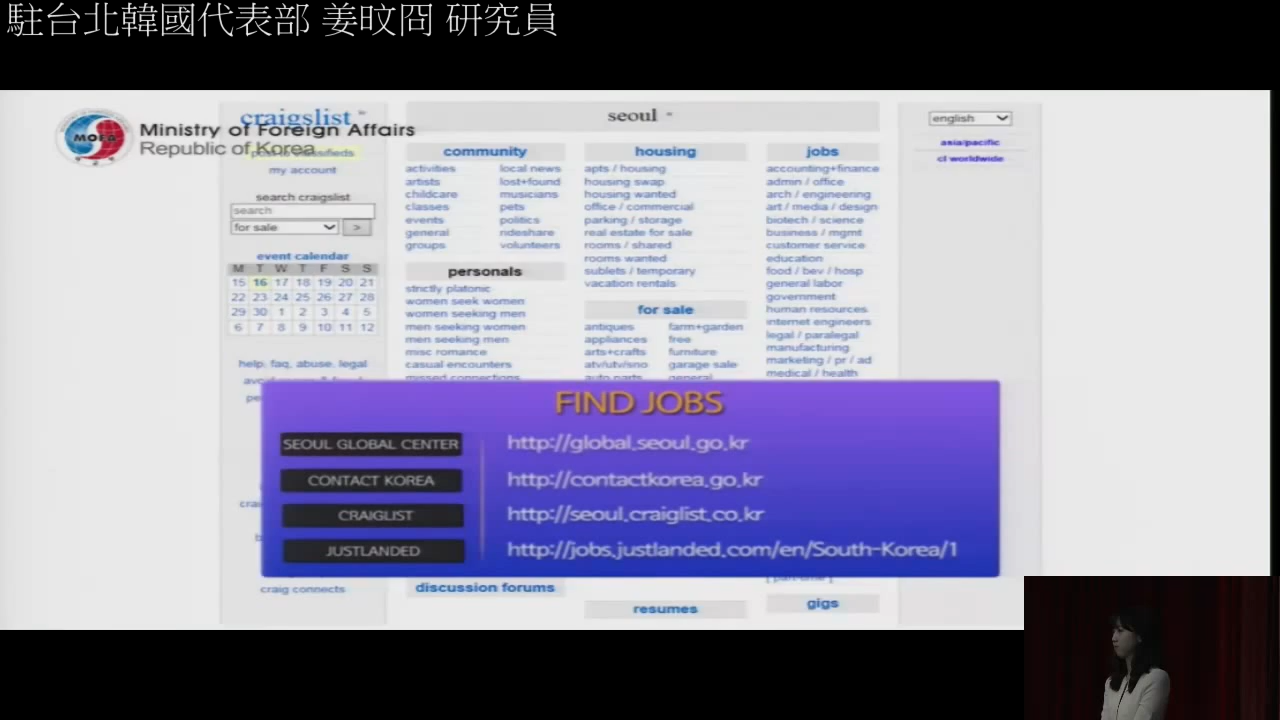 駐台北韓國代表部 姜旼冏 研究員
craigslist
seoul
english
MOFA
Ministry of Foreign Affairs
Republic of Korea
post to classifieds
my account
search craigslist
search
for sale
>
event calendar
M T W T F S S
15 16 17 18 19 20 21
22 23 24 25 26 27 28
29 30 1 2 3 4 5
6 7 8 9 10 11 12
help, faq, abuse, legal
craig connects
community
activities local news
artists lost+found
childcare musicians
classes pets
events politics
general rideshare
groups volunteers
personals
strictly platonic
women seek women
women seeking men
men seeking women
men seeking men
misc romance
casual encounters
missed connections
discussion forums
housing
apts / housing
housing swap
housing wanted
office / commercial
parking / storage
real estate for sale
rooms / shared
rooms wanted
sublets / temporary
vacation rentals
for sale
antiques farm+garden
appliances free
arts+crafts furniture
atv/utv/sno garage sale
auto parts general
resumes
jobs
accounting+finance
admin / office
arch / engineering
art / media / design
biotech / science
business / mgmt
customer service
education
food / bev / hosp
general labor
government
human resources
internet engineers
legal / paralegal
manufacturing
marketing / pr / ad
medical / health
[ part-time ]
gigs
asia/pacific
cl worldwide
FIND JOBS
SEOUL GLOBAL CENTER http://global.seoul.go.kr
CONTACT KOREA http://contactkorea.go.kr
CRAIGLIST http://seoul.craiglist.co.kr
JUSTLANDED http://jobs.justlanded.com/en/South-Korea/1